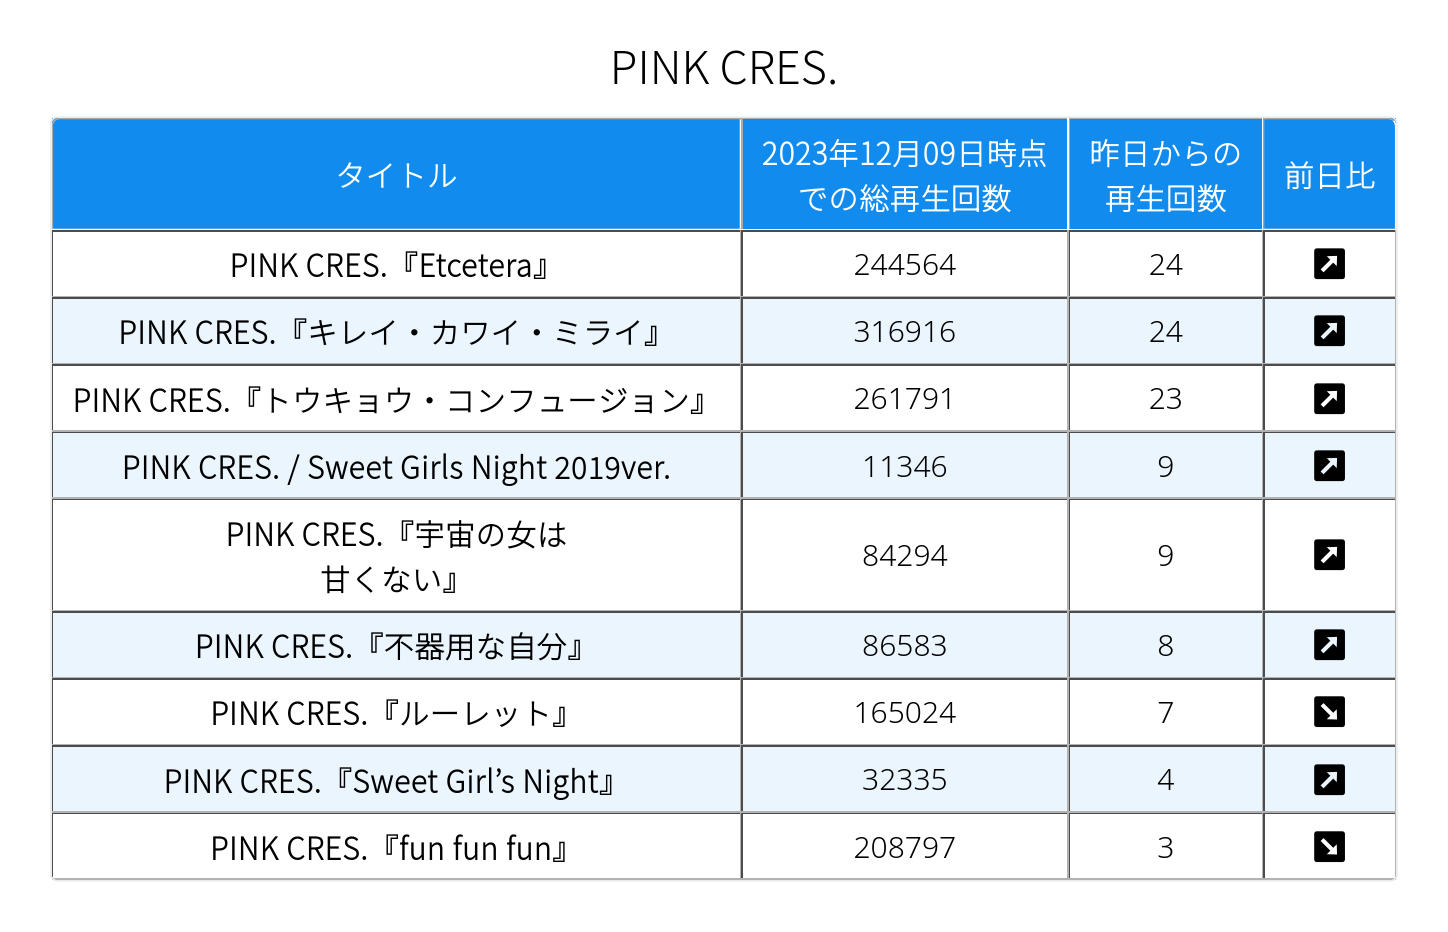 PINK CRES.
タイトル
2023年12月09日時点
での総再生回数
昨日からの
再生回数
前日比
PINK CRES.『Etcetera』 244564 24
PINK CRES.『キレイ・カワイ・ミライ』 316916 24
PINK CRES.『トウキョウ・コンフュージョン』 261791 23
PINK CRES. / Sweet Girls Night 2019ver. 11346 9
PINK CRES.『宇宙の女は
甘くない』 84294 9
PINK CRES.『不器用な自分』 86583 8
PINK CRES.『ルーレット』 165024 7
PINK CRES.『Sweet Girl’s Night』 32335 4
PINK CRES.『fun fun fun』 208797 3